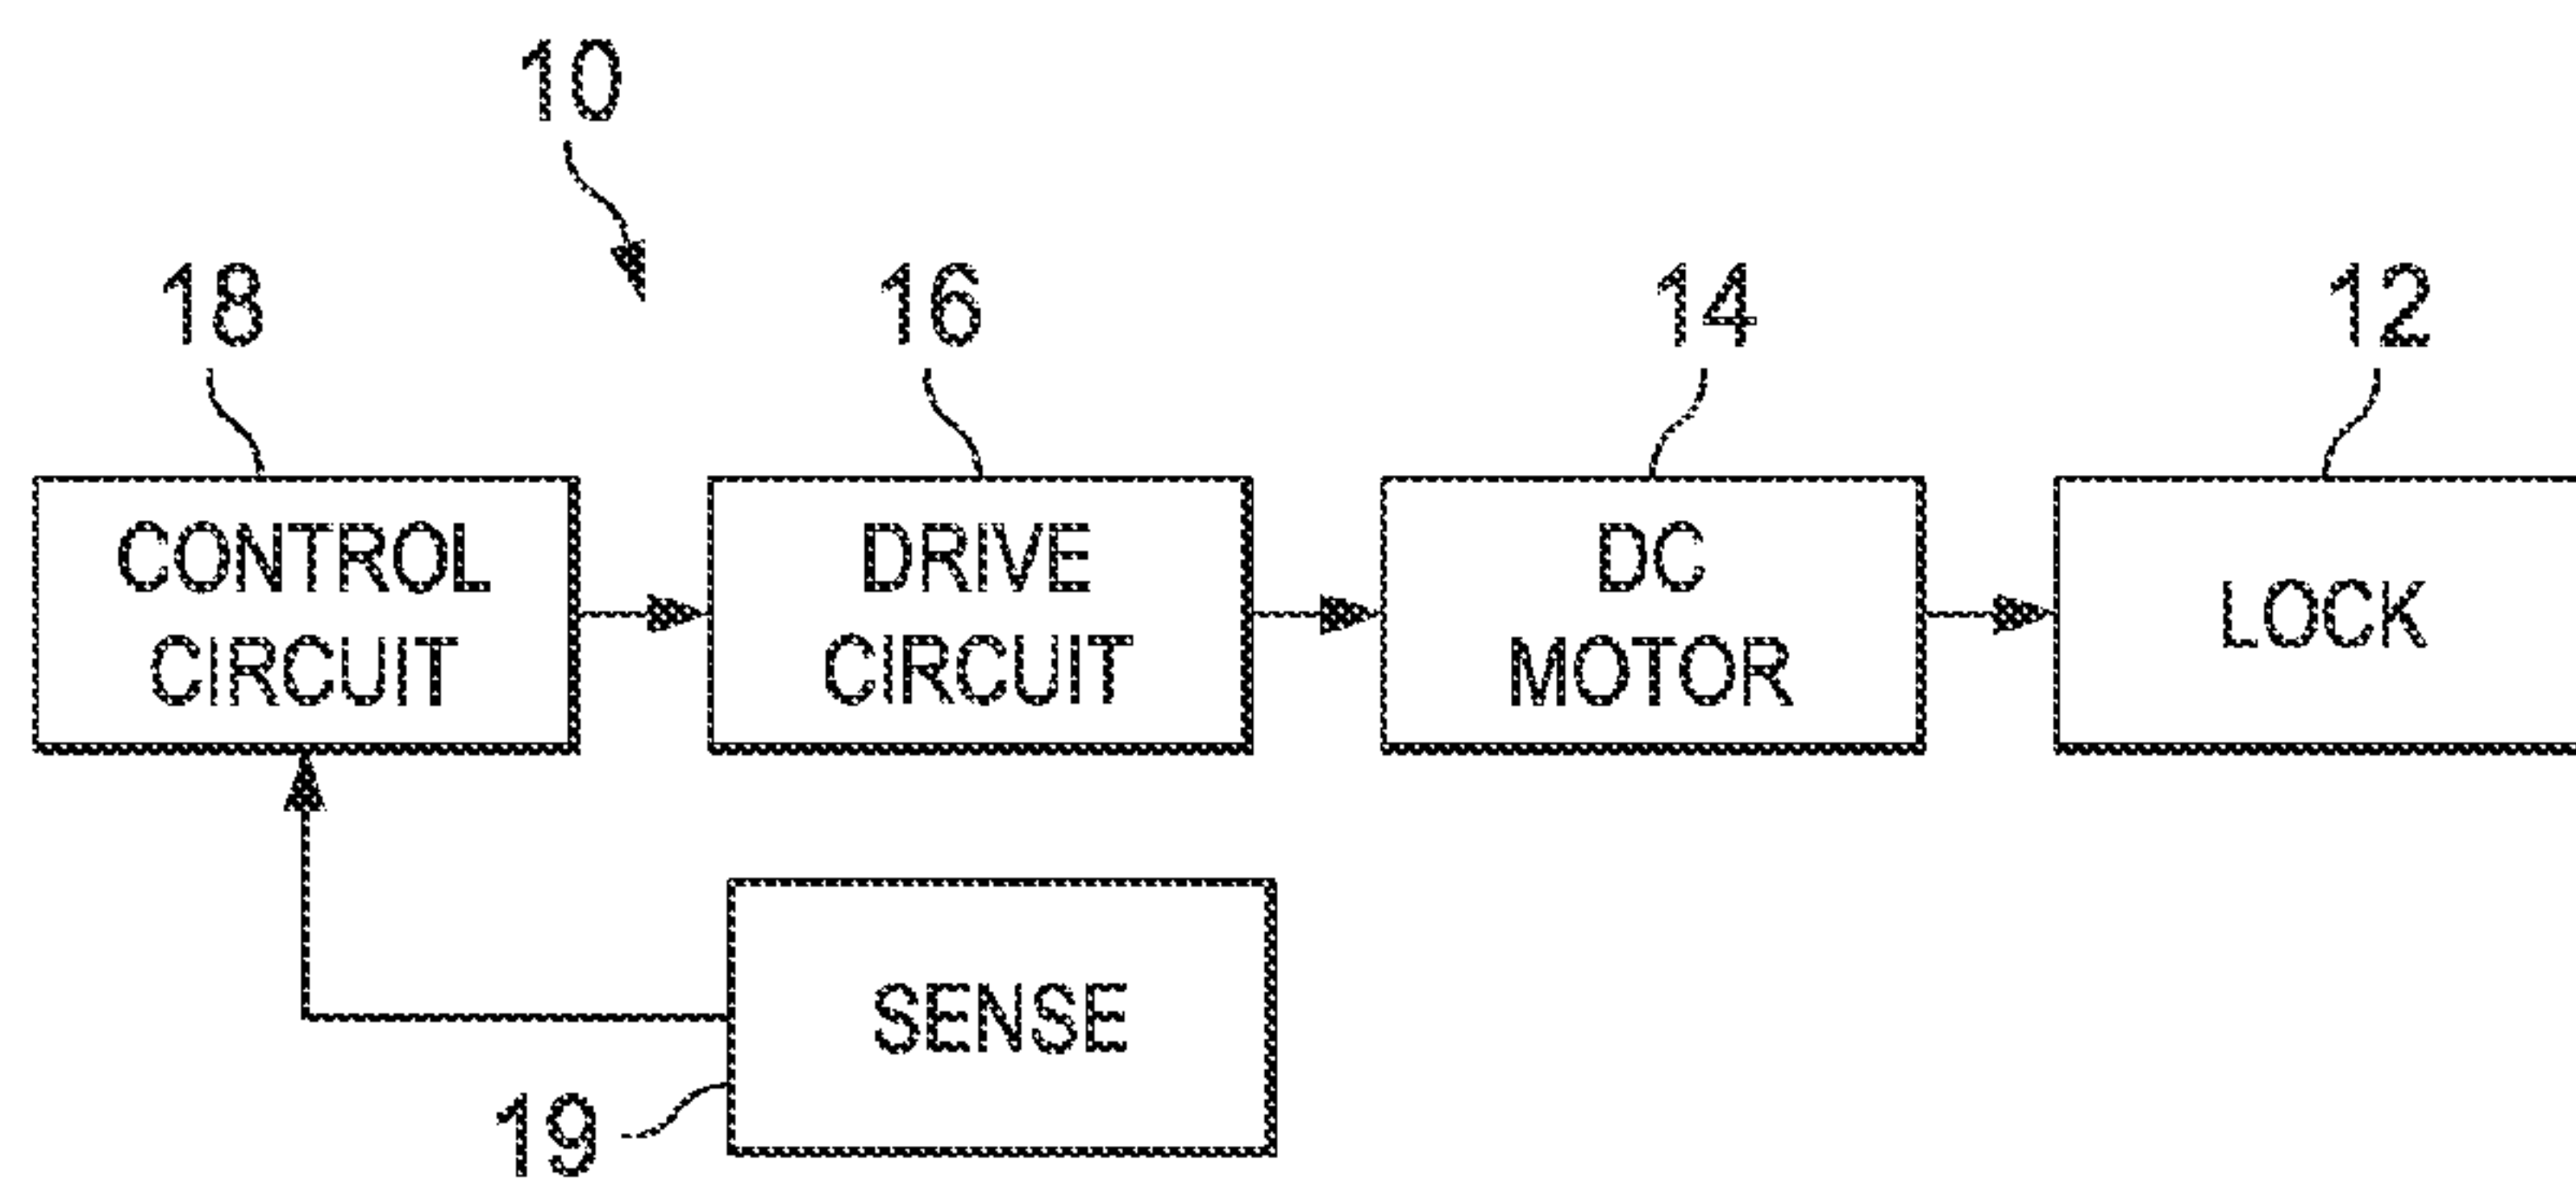 10
18
16
14
12
CONTROL
CIRCUIT
DRIVE
CIRCUIT
DC
MOTOR
LOCK
SENSE
19